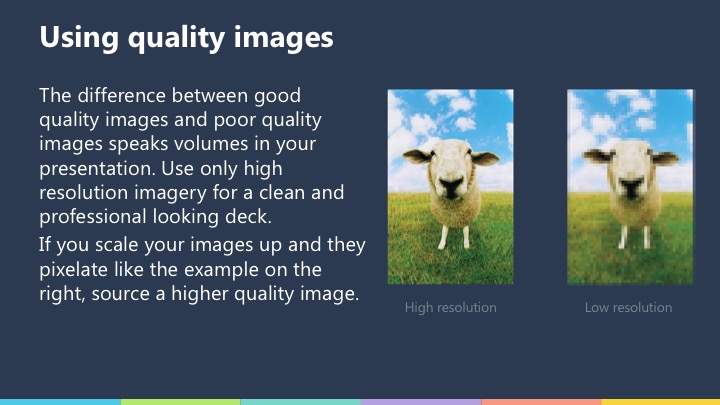 Using quality images
The difference between good
quality images and poor quality
images speaks volumes in your
presentation. Use only high
resolution imagery for a clean and
professional looking deck.
If you scale your images up and they
pixelate like the example on the
right, source a higher quality image.
High resolution
Low resolution